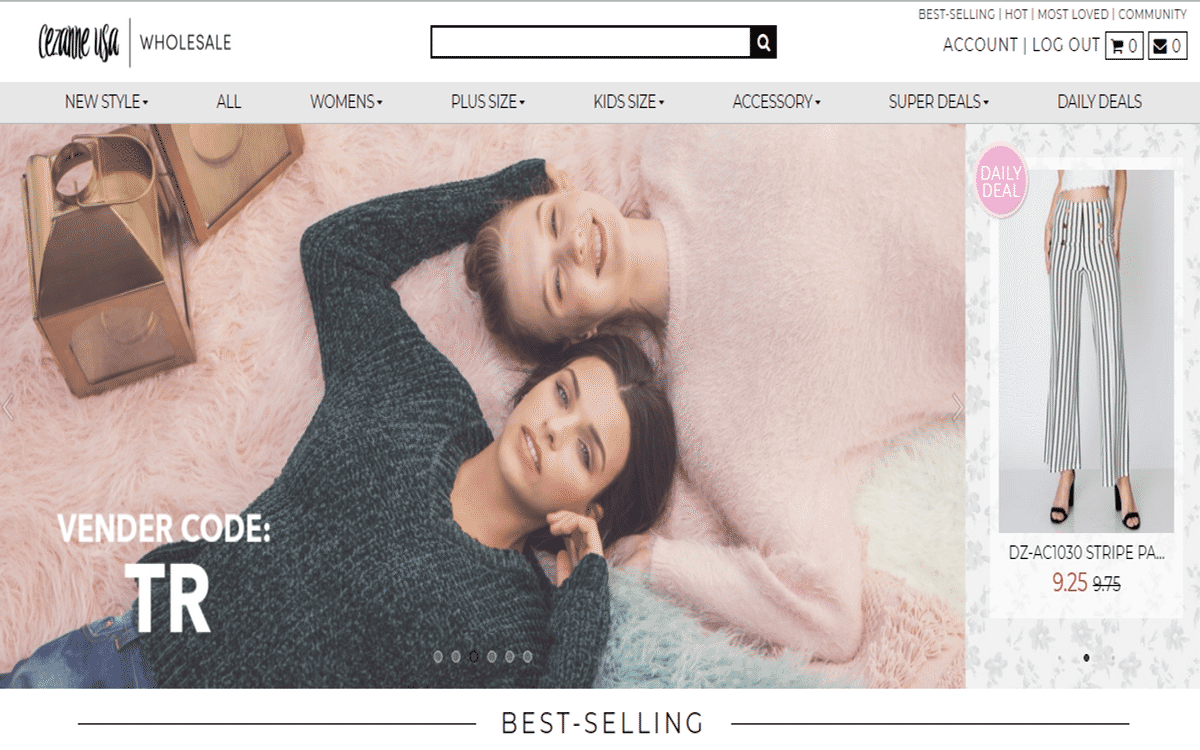 BEST-SELLING | HOT | MOST LOVED | COMMUNITY
cezanne usa | WHOLESALE
ACCOUNT | LOG OUT 0 0
NEW STYLE ALL WOMENS PLUS SIZE KIDS SIZE ACCESSORY SUPER DEALS DAILY DEALS
DAILY
DEAL
VENDER CODE:
TR
DZ-AC1030 STRIPE PA...
9.25 9.75
BEST-SELLING